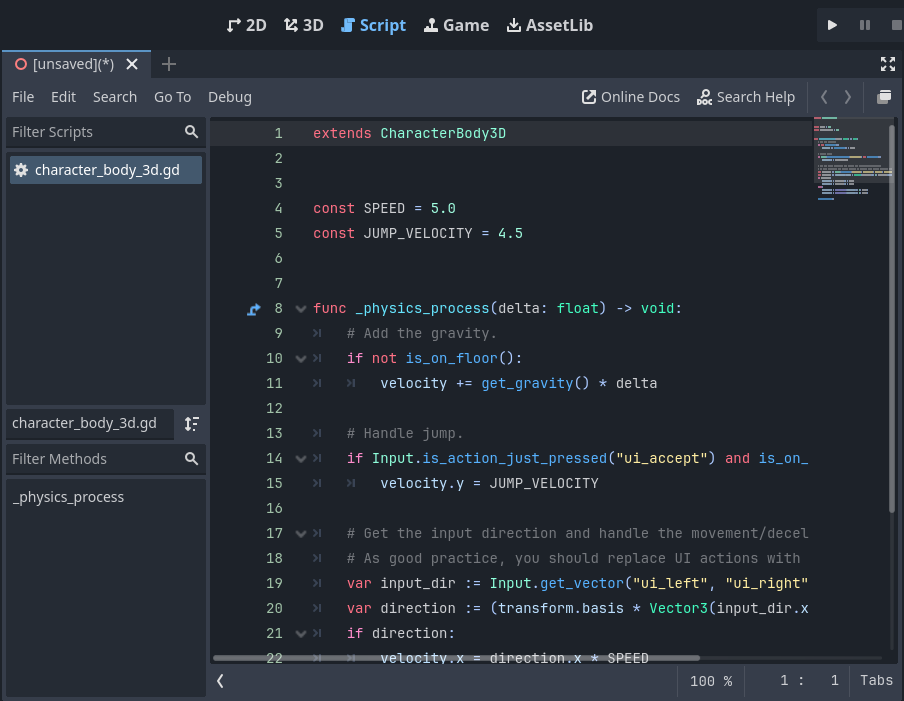 2D 3D Script Game AssetLib
[unsaved](*)
File Edit Search Go To Debug Online Docs Search Help
Filter Scripts
character_body_3d.gd
character_body_3d.gd
Filter Methods
_physics_process
1 extends CharacterBody3D
2
3
4 const SPEED = 5.0
5 const JUMP_VELOCITY = 4.5
6
7
8 func _physics_process(delta: float) -> void:
9 # Add the gravity.
10 if not is_on_floor():
11 velocity += get_gravity() * delta
12
13 # Handle jump.
14 if Input.is_action_just_pressed("ui_accept") and is_on_
15 velocity.y = JUMP_VELOCITY
16
17 # Get the input direction and handle the movement/decel
18 # As good practice, you should replace UI actions with
19 var input_dir := Input.get_vector("ui_left", "ui_right"
20 var direction := (transform.basis * Vector3(input_dir.x
21 if direction:
22 velocity.x = direction.x * SPEED
100 % 1 : 1 Tabs